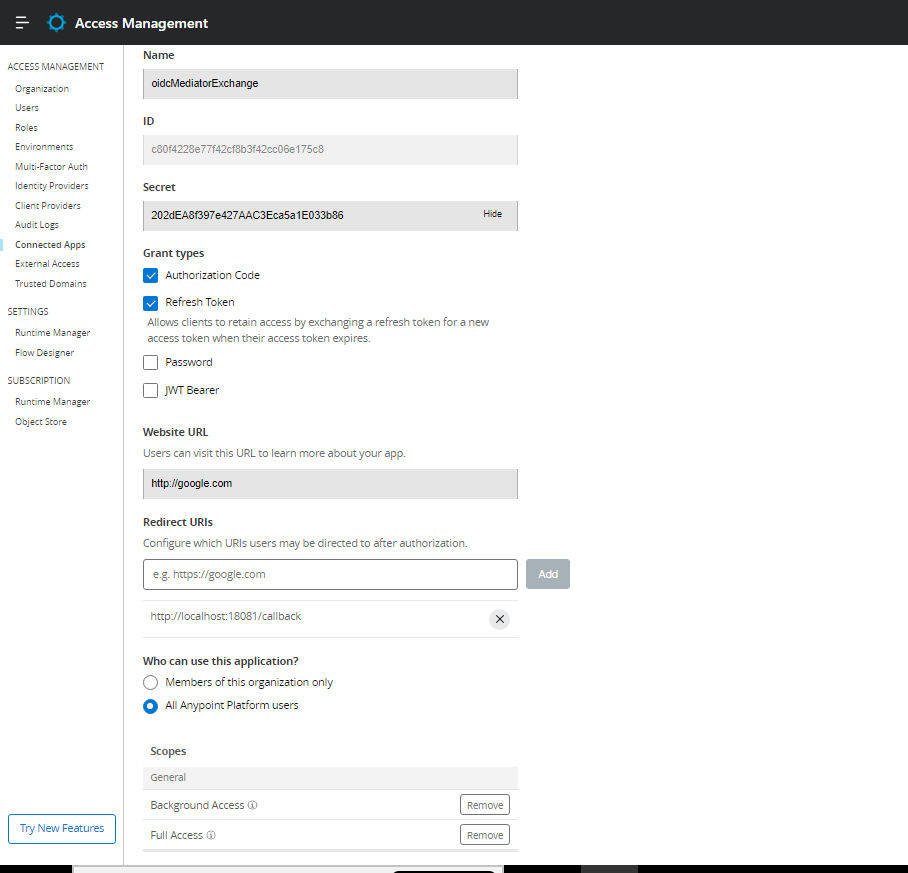 Access Management
ACCESS MANAGEMENT
Organization
Users
Roles
Environments
Multi-Factor Auth
Identity Providers
Client Providers
Audit Logs
Connected Apps
External Access
Trusted Domains
SETTINGS
Runtime Manager
Flow Designer
SUBSCRIPTION
Runtime Manager
Object Store
Try New Features
Name
oidcMediatorExchange
ID
c80f4228e77f42cf8b3f42cc06e175c8
Secret
202dEA8f397e427AAC3Eca5a1E033b86 Hide
Grant types
Authorization Code
Refresh Token
Allows clients to retain access by exchanging a refresh token for a new
access token when their access token expires.
Password
JWT Bearer
Website URL
Users can visit this URL to learn more about your app.
http://google.com
Redirect URIs
Configure which URIs users may be directed to after authorization.
e.g. https://google.com Add
http://localhost:18081/callback
Who can use this application?
Members of this organization only
All Anypoint Platform users
Scopes
General
Background Access Remove
Full Access Remove